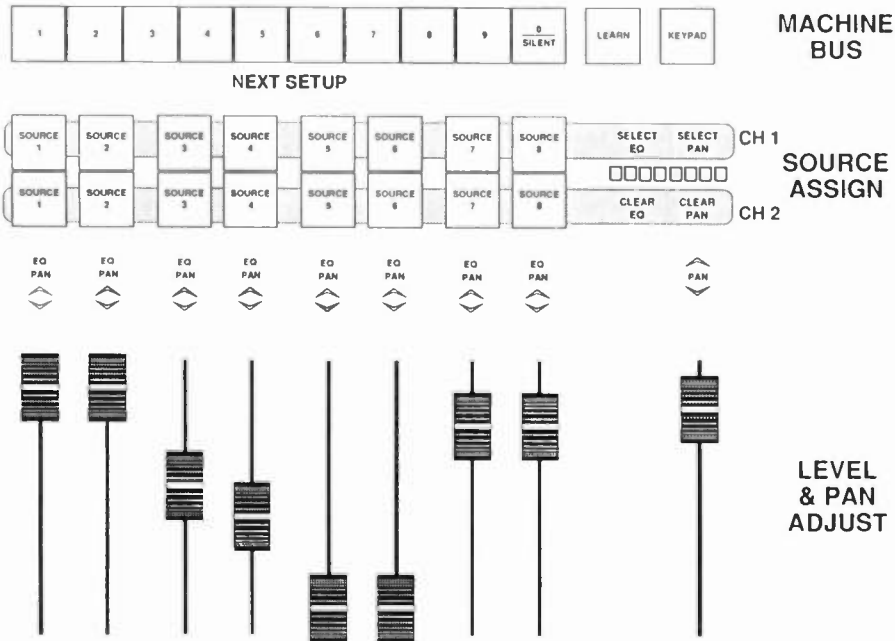 1 2 3 4 5 6 7 8 9 0 SILENT LEARN KEYPAD
MACHINE BUS
NEXT SETUP
SOURCE 1 SOURCE 2 SOURCE 3 SOURCE 4 SOURCE 5 SOURCE 6 SOURCE 7 SOURCE 8 SELECT EQ SELECT PAN CH 1
SOURCE ASSIGN
SOURCE 1 SOURCE 2 SOURCE 3 SOURCE 4 SOURCE 5 SOURCE 6 SOURCE 7 SOURCE 8 CLEAR EQ CLEAR PAN CH 2
EQ EQ EQ EQ EQ EQ EQ EQ
PAN PAN PAN PAN PAN PAN PAN PAN PAN
LEVEL
& PAN
ADJUST